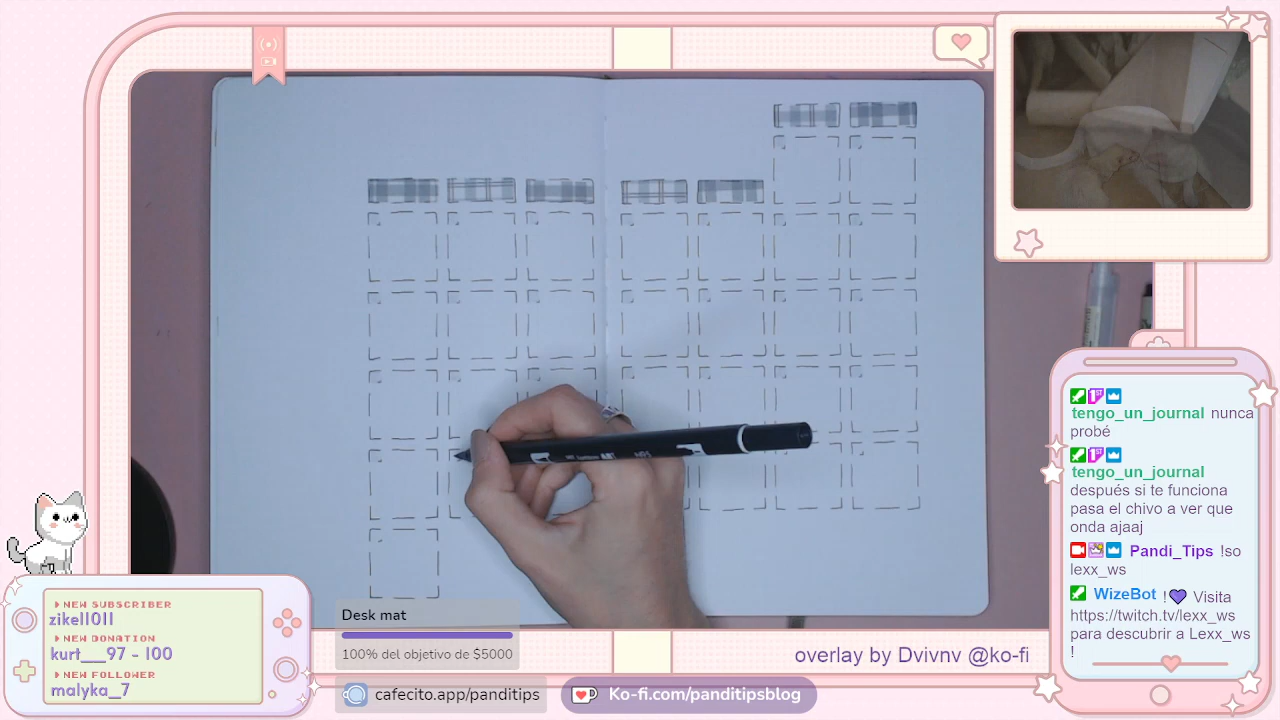 tengo_un_journal nunca
probé
tengo_un_journal
después si te funciona
pasa el chivo a ver que
onda ajaaj
Pandi_Tips !so
lexx_ws
WizeBot ! Visita
https://twitch.tv/lexx_ws
para descubrir a Lexx_ws
!
NEW SUBSCRIBER
zikel1011
NEW DONATION
kurt__97 - 100
NEW FOLLOWER
malyka_7
Desk mat
100% del objetivo de $5000
overlay by Dvivnv @ko-fi
cafecito.app/panditips
Ko-fi.com/panditipsblog